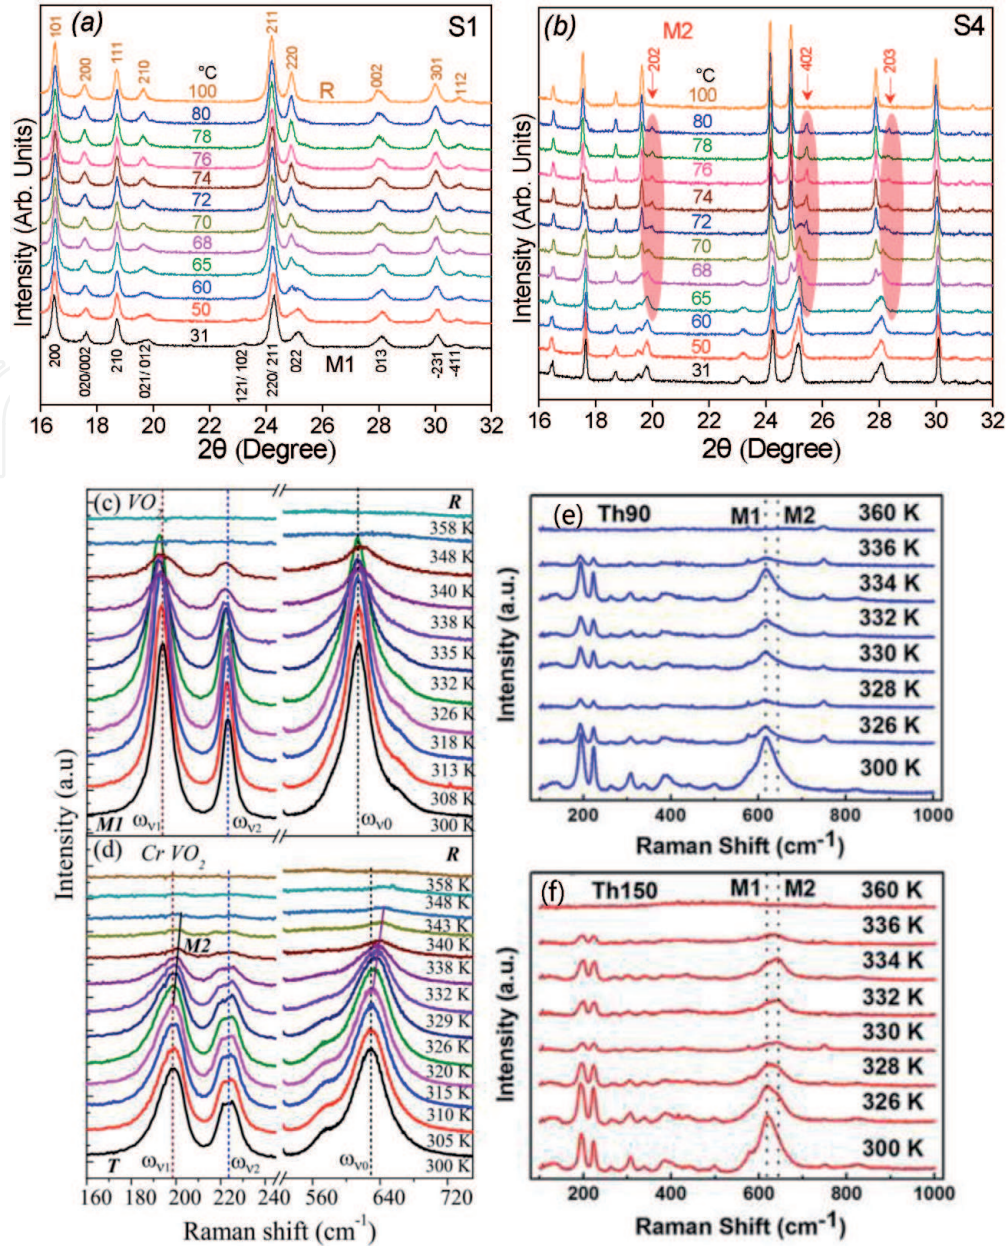 (a)
S1
101
200
111
210
211
220
002
301
112
°C
100
R
80
78
76
74
72
70
68
65
60
50
31
M1
200
020/002
210
021/ 012
121/ 102
220/ 211
022
013
-231
-411
Intensity (Arb. Units)
16 18 20 22 24 26 28 30 32
2θ (Degree)
(b)
M2
S4
202
402
203
°C
100
80
78
76
74
72
70
68
65
60
50
31
Intensity (Arb. Units)
16 18 20 22 24 26 28 30 32
2θ (Degree)
(c) VO2
R
358 K
348 K
340 K
338 K
335 K
332 K
326 K
318 K
313 K
308 K
300 K
M1 ωV1 ωV2 ωV0
(d) Cr VO2
R
358 K
348 K
343 K
340 K
M2
338 K
332 K
329 K
326 K
320 K
315 K
310 K
305 K
300 K
T ωV1 ωV2 ωV0
Intensity (a.u)
160 180 200 220 24 0 560 640 720
Raman shift (cm-1)
(e)
Th90 M1 M2 360 K
336 K
334 K
332 K
330 K
328 K
326 K
300 K
Intensity (a.u.)
200 400 600 800 1000
Raman Shift (cm-1)
(f)
Th150 M1 M2 360 K
336 K
334 K
332 K
330 K
328 K
326 K
300 K
Intensity (a.u.)
200 400 600 800 1000
Raman Shift (cm-1)